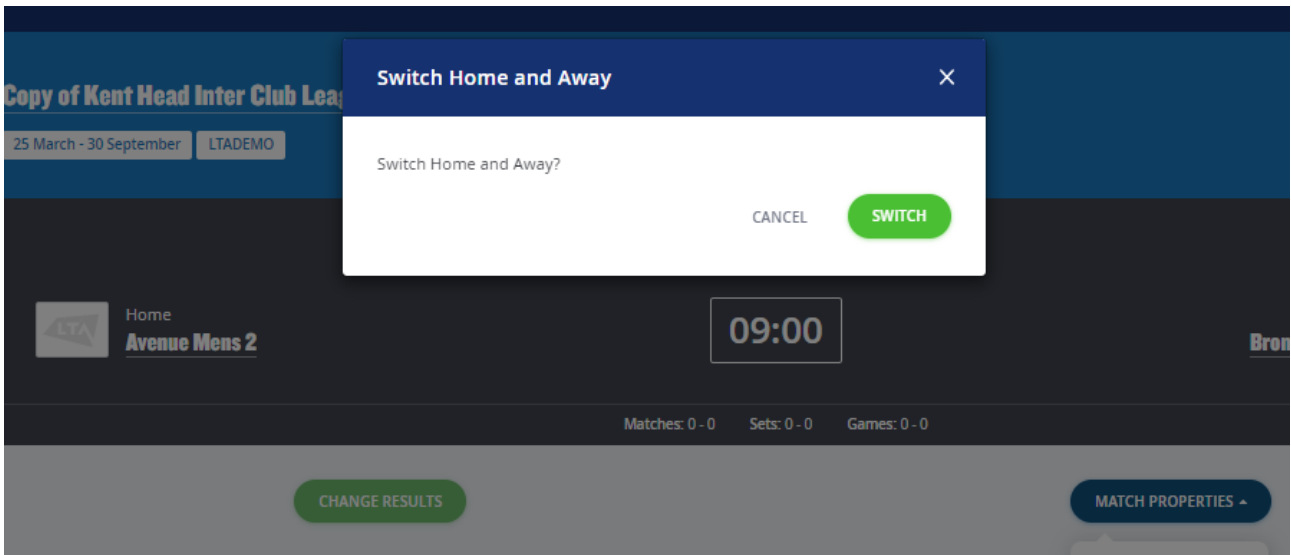 Switch Home and Away
Copy of Kent Head Inter Club Lea
25 March - 30 September
LTADEMO
Switch Home and Away?
CANCEL
SWITCH
LTA
Home
Avenue Mens 2
09:00
Bron
Matches: 0 - 0 Sets: 0 - 0 Games: 0 - 0
CHANGE RESULTS
MATCH PROPERTIES